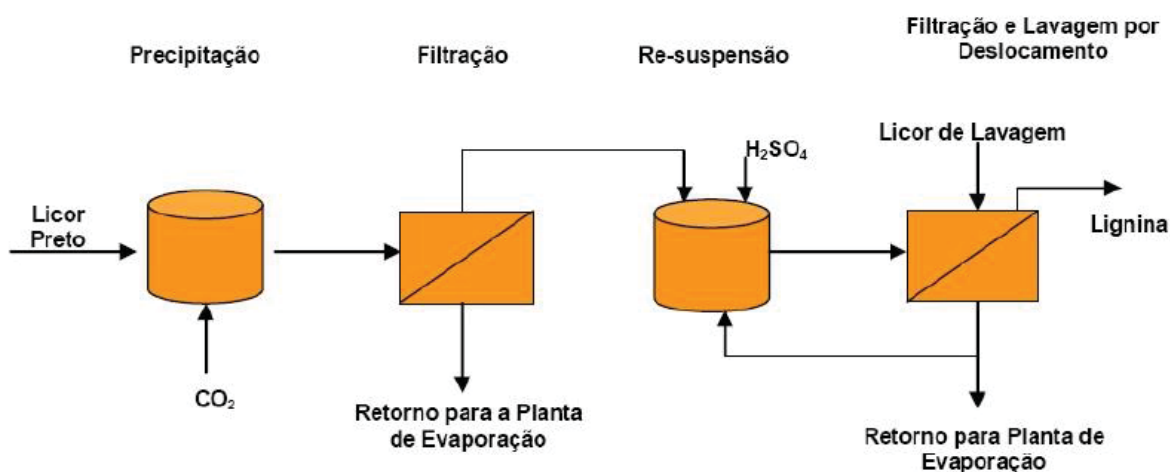 Precipitação
Filtração
Re-suspensão
Filtração e Lavagem por
Deslocamento
Licor
Preto
CO₂
Retorno para a Planta
de Evaporação
H₂SO₄
Licor de Lavagem
Lignina
Retorno para Planta de
Evaporação